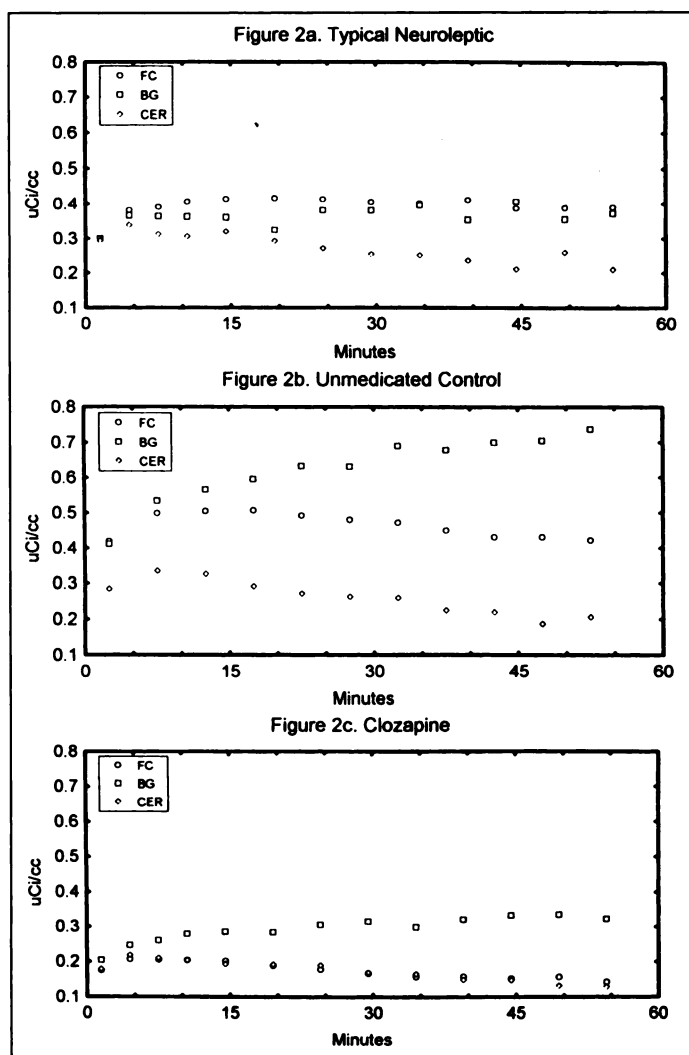 Figure 2a. Typical Neuroleptic
FC
BG
CER
0.8
0.7
0.6
0.5
0.4
0.3
0.2
0.1
uCi/cc
0 15 30 45 60
Minutes
Figure 2b. Unmedicated Control
FC
BG
CER
0.8
0.7
0.6
0.5
0.4
0.3
0.2
0.1
uCi/cc
0 15 30 45 60
Minutes
Figure 2c. Clozapine
FC
BG
CER
0.8
0.7
0.6
0.5
0.4
0.3
0.2
0.1
uCi/cc
0 15 30 45 60
Minutes